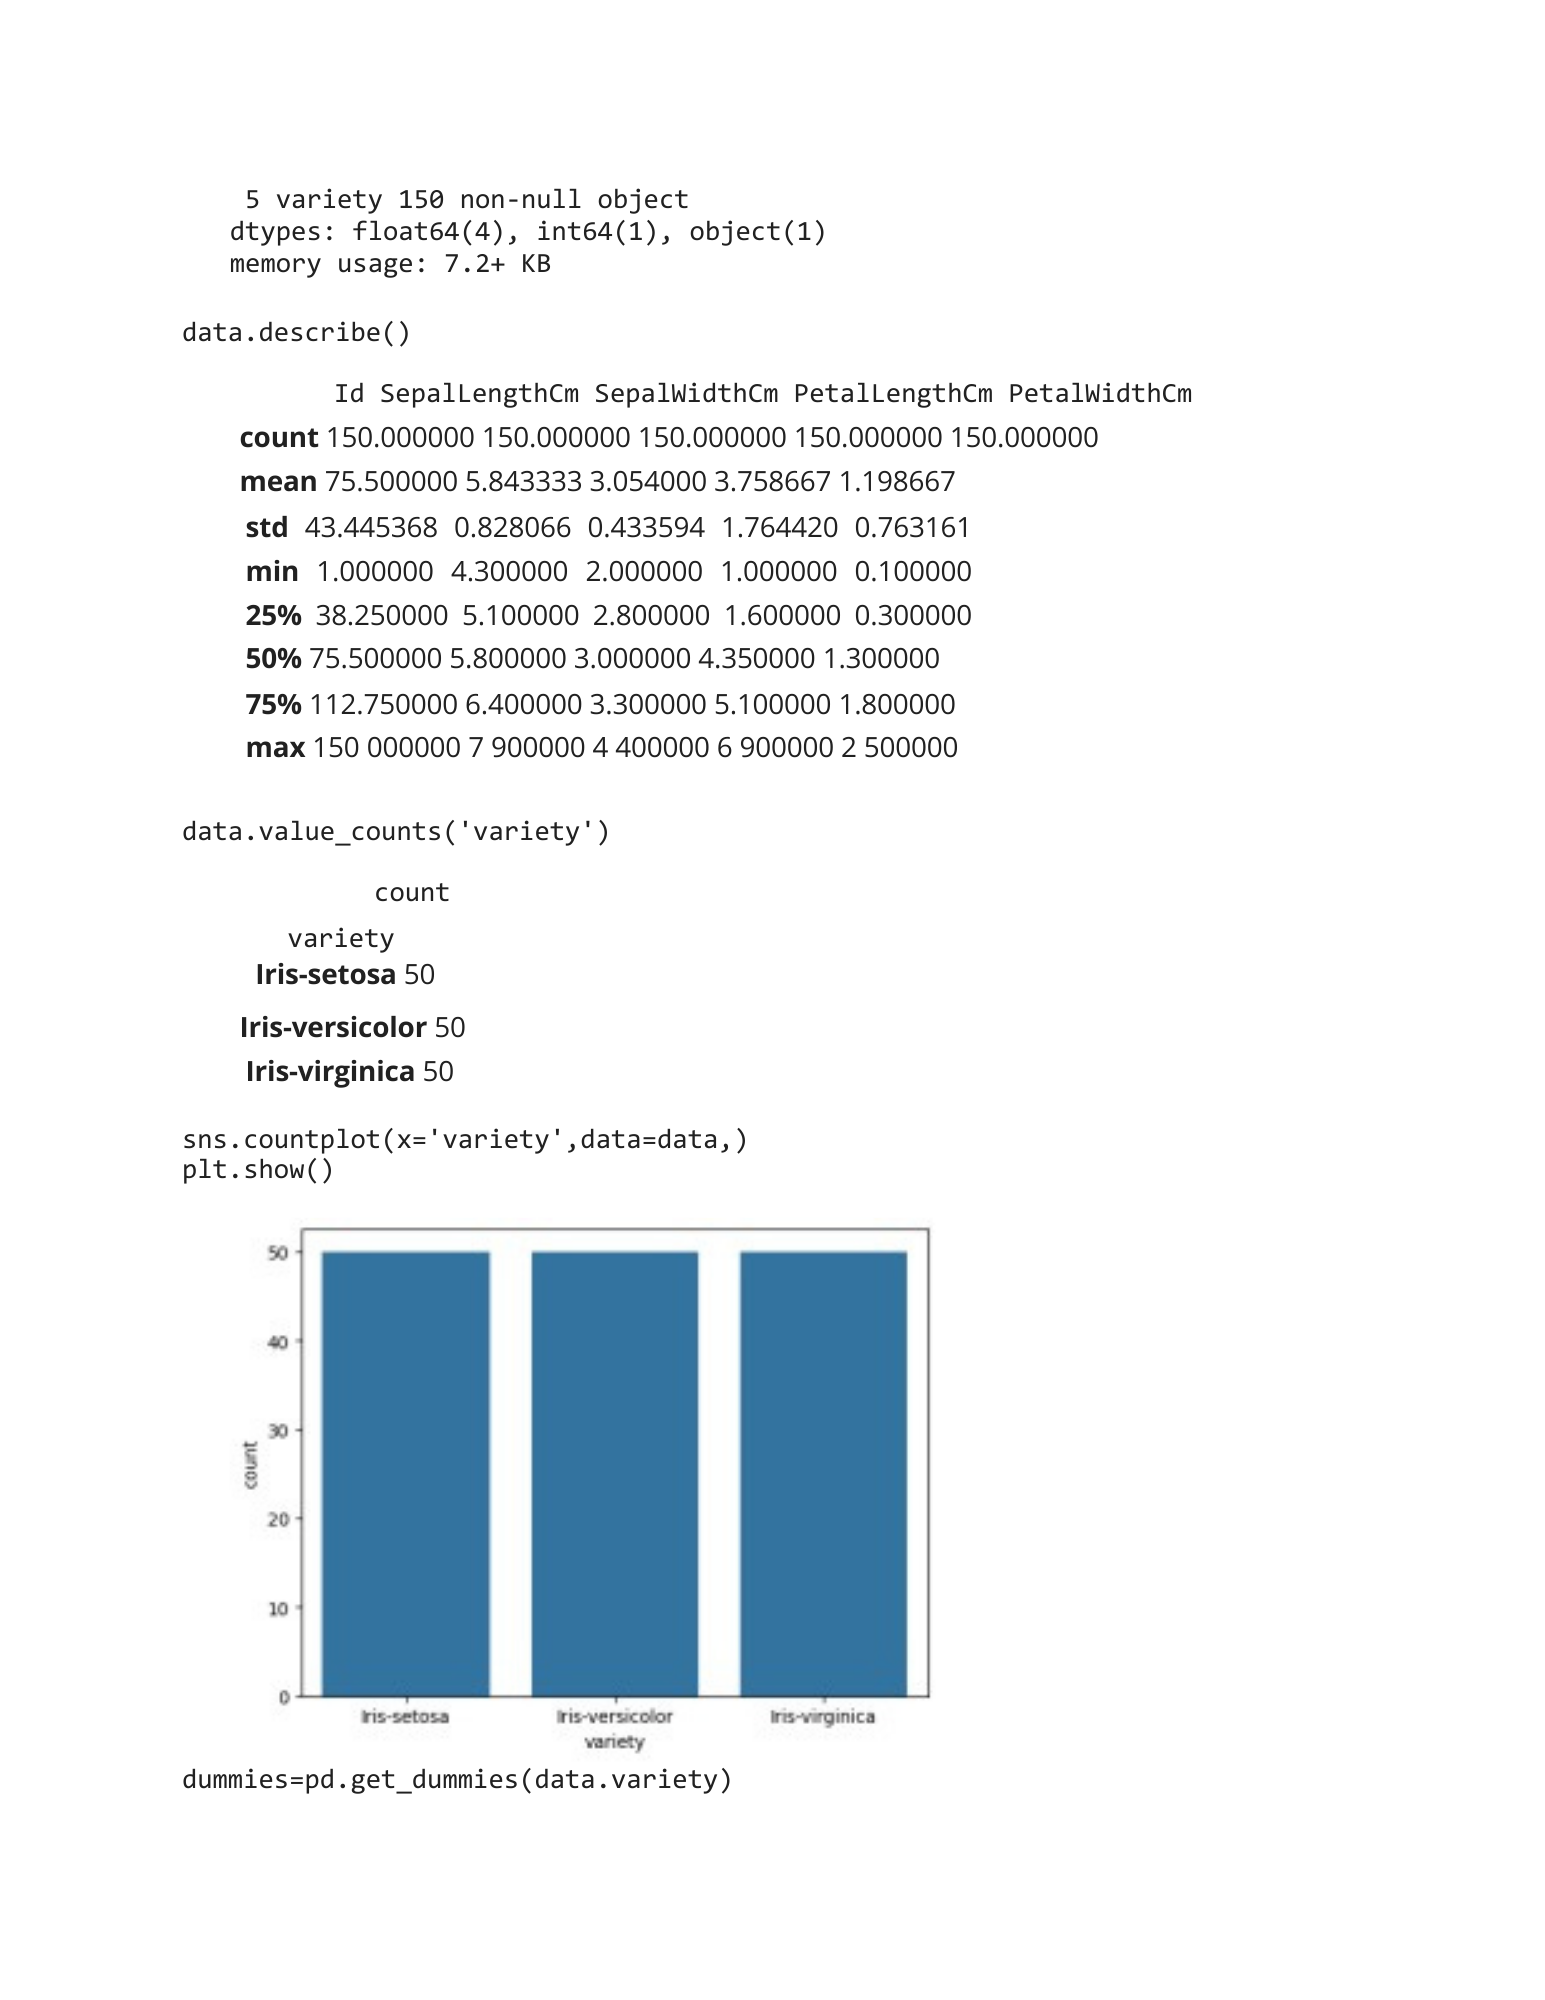 5 variety 150 non-null object
dtypes: float64(4), int64(1), object(1)
memory usage: 7.2+ KB
data.describe()
Id SepalLengthCm SepalWidthCm PetalLengthCm PetalWidthCm
count 150.000000 150.000000 150.000000 150.000000 150.000000
mean 75.500000 5.843333 3.054000 3.758667 1.198667
std 43.445368 0.828066 0.433594 1.764420 0.763161
min 1.000000 4.300000 2.000000 1.000000 0.100000
25% 38.250000 5.100000 2.800000 1.600000 0.300000
50% 75.500000 5.800000 3.000000 4.350000 1.300000
75% 112.750000 6.400000 3.300000 5.100000 1.800000
max 150 000000 7 900000 4 400000 6 900000 2 500000
data.value_counts('variety')
count
variety
Iris-setosa 50
Iris-versicolor 50
Iris-virginica 50
sns.countplot(x='variety',data=data,)
plt.show()
50
40
30
count
20
10
0
Iris-setosa Iris-versicolor Iris-virginica
variety
dummies=pd.get_dummies(data.variety)